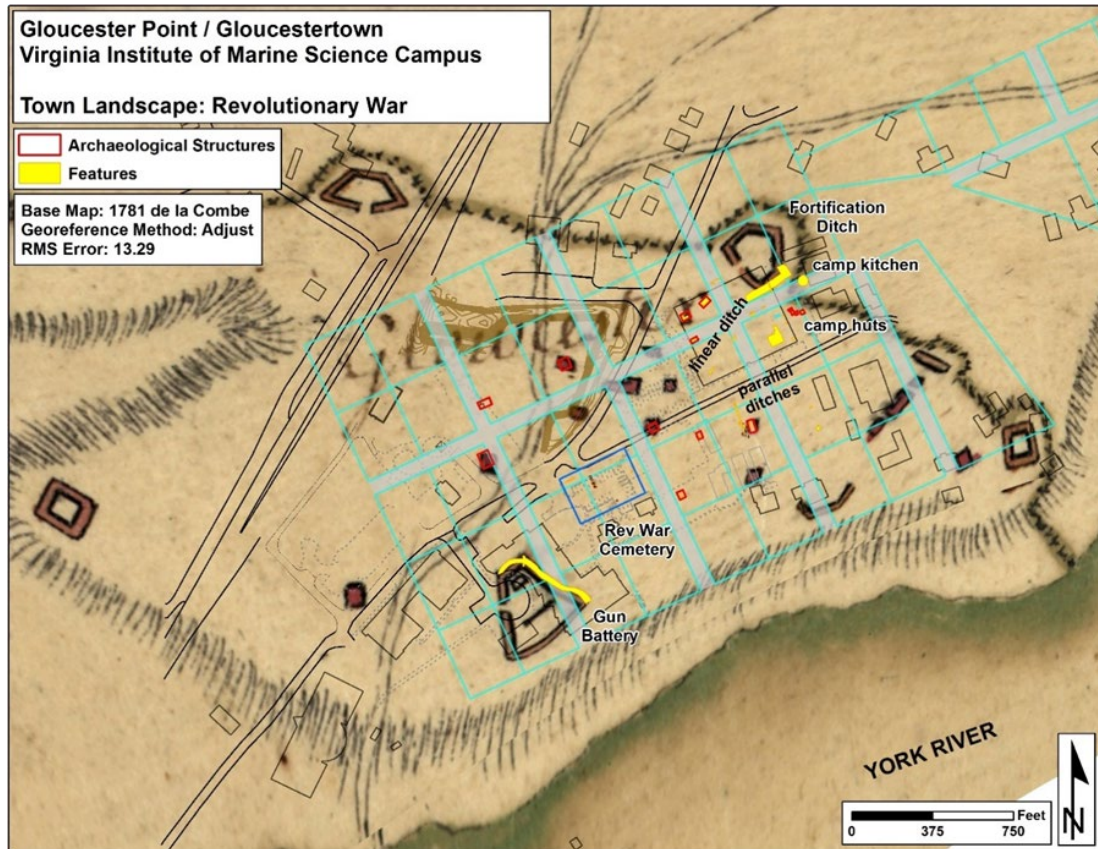 Gloucester Point / Gloucestertown
Virginia Institute of Marine Science Campus
Town Landscape: Revolutionary War
Archaeological Structures
Features
Base Map: 1781 de la Combe
Georeference Method: Adjust
RMS Error: 13.29
Fortification
Ditch
camp kitchen
linear ditch
camp huts
parallel
ditches
Rev War
Cemetery
Gun
Battery
YORK RIVER
N
Feet
0 375 750